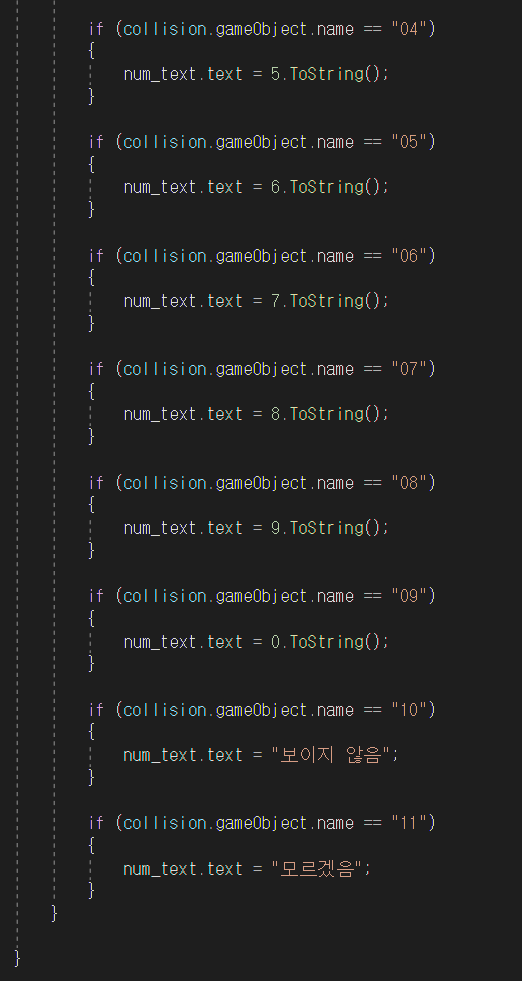 if (collision.gameObject.name == "04")
{
num_text.text = 5.ToString();
}
if (collision.gameObject.name == "05")
{
num_text.text = 6.ToString();
}
if (collision.gameObject.name == "06")
{
num_text.text = 7.ToString();
}
if (collision.gameObject.name == "07")
{
num_text.text = 8.ToString();
}
if (collision.gameObject.name == "08")
{
num_text.text = 9.ToString();
}
if (collision.gameObject.name == "09")
{
num_text.text = 0.ToString();
}
if (collision.gameObject.name == "10")
{
num_text.text = "보이지 않음";
}
if (collision.gameObject.name == "11")
{
num_text.text = "모르겠음";
}
}
}